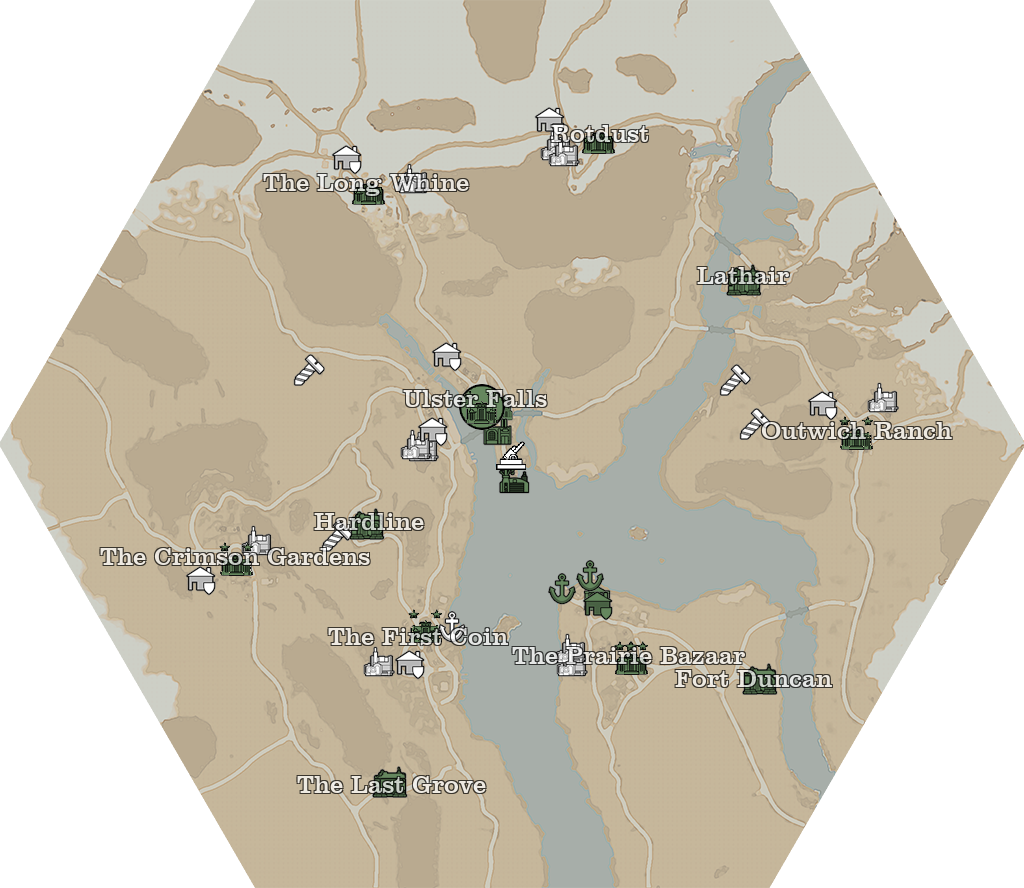 Rotdust
The Long Whine
Lathair
Ulster Falls
Outwich Ranch
Hardline
The Crimson Gardens
The First Coin
The Prairie Bazaar
Fort Duncan
The Last Grove